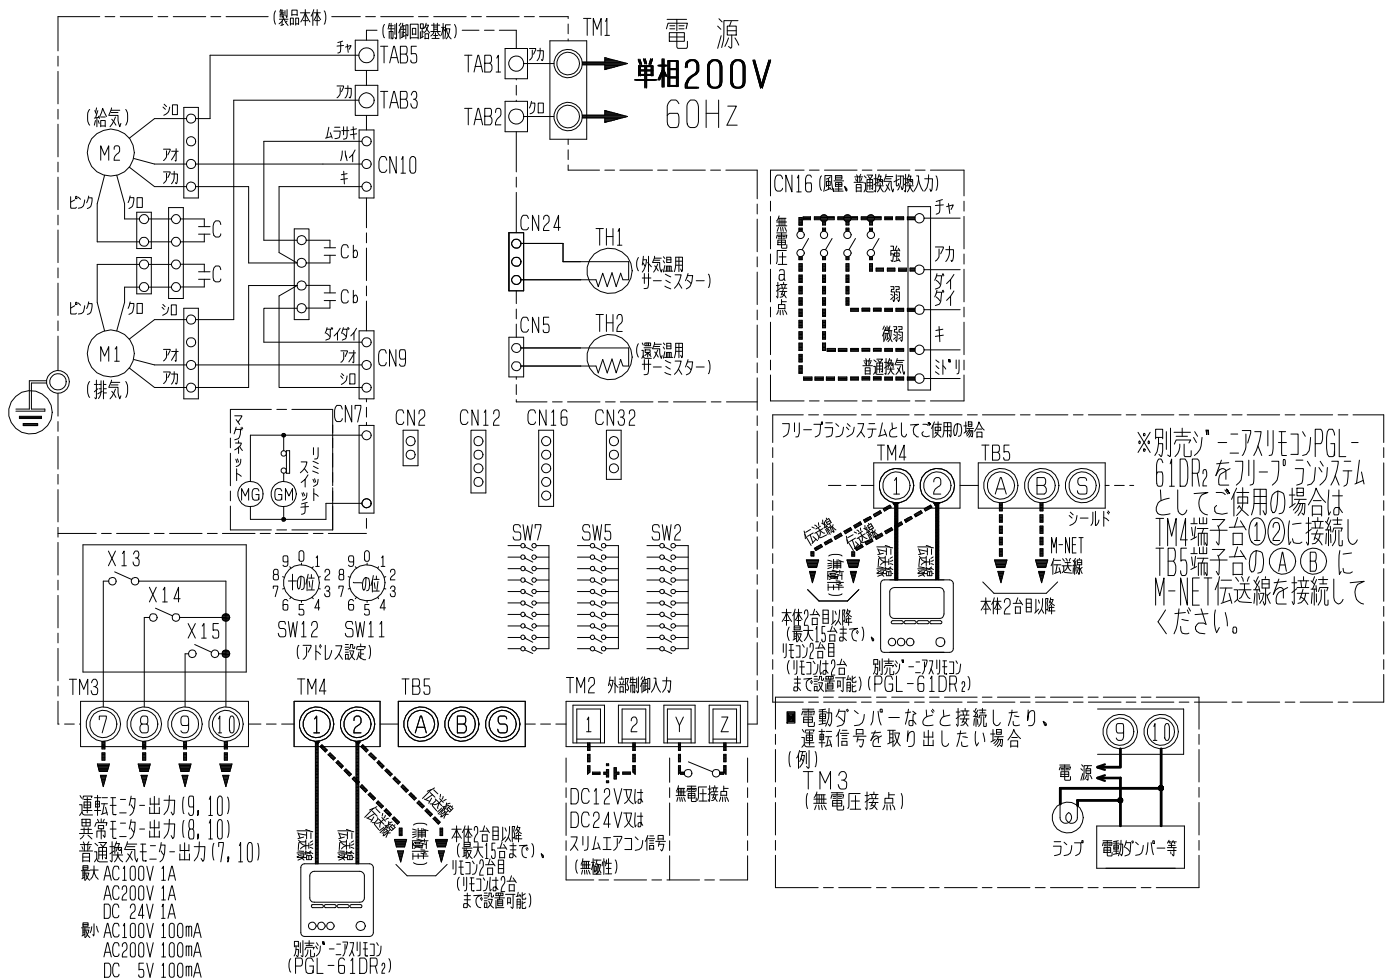 (製品本体)
(制御回路基板)
チャ
TAB5
アカ
TAB3
TAB1
アカ
TAB2
クロ
TM1
電 源
単相200V
60Hz
(給気)
M2
シロ
アオ
アカ
ピンク
クロ
C
C
ムラサキ
ハイ
キ
CN10
Cb
Cb
ピンク
クロ
シロ
M1
アオ
アカ
(排気)
ダイダイ
アオ
シロ
CN9
CN24
TH1
(外気温用
サーミスター)
CN5
TH2
(還気温用
サーミスター)
CN16(風量、普通換気切換入力)
無電圧a接点
チャ
強
アカ
弱
ダイ
ダイ
微弱
キ
普通換気
ミドリ
マグネット
リミット
スイッチ
MG
GM
CN7
CN2
CN12
CN16
CN32
SW7
SW5
SW2
X13
X14
X15
9 0 1
8 2
7 3
6 5 4
十の位
SW12
9 0 1
8 2
7 3
6 5 4
一の位
SW11
(アドレス設定)
TM3
7 8 9 10
運転モニター出力(9,10)
異常モニター出力(8,10)
普通換気モニター出力(7,10)
最大 AC100V 1A
AC200V 1A
DC 24V 1A
最小 AC100V 100mA
AC200V 100mA
DC 5V 100mA
TM4
1 2
TB5
A B S
伝送線
伝送線
伝送線
伝送線
(無極性)
本体2台目以降
(最大15台まで)、
リモコン2台目
(リモコンは2台
まで設置可能)
別売ジーニアスリモコン
(PGL-61DR2)
TM2 外部制御入力
1 2 Y Z
DC12V又は
DC24V又は
スリムエアコン信号
(無極性)
無電圧接点
フリープランシステムとしてご使用の場合
TM4
1 2
TB5
A B S
シールド
伝送線
伝送線
伝送線
伝送線
(無極性)
M-NET
伝送線
本体2台目以降
本体2台目以降
(最大15台まで)、
リモコン2台目
(リモコンは2台
まで設置可能)
別売ジーニアスリモコン
(PGL-61DR2)
※別売ジーニアスリモコンPGL-
61DR2をフリープランシステム
としてご使用の場合は
TM4端子台①②に接続し
TB5端子台のⒶⒷに
M-NET伝送線を接続して
ください。
■電動ダンパーなどと接続したり、
運転信号を取り出したい場合
(例)
TM3
(無電圧接点)
9 10
電 源
ランプ
電動ダンパー等